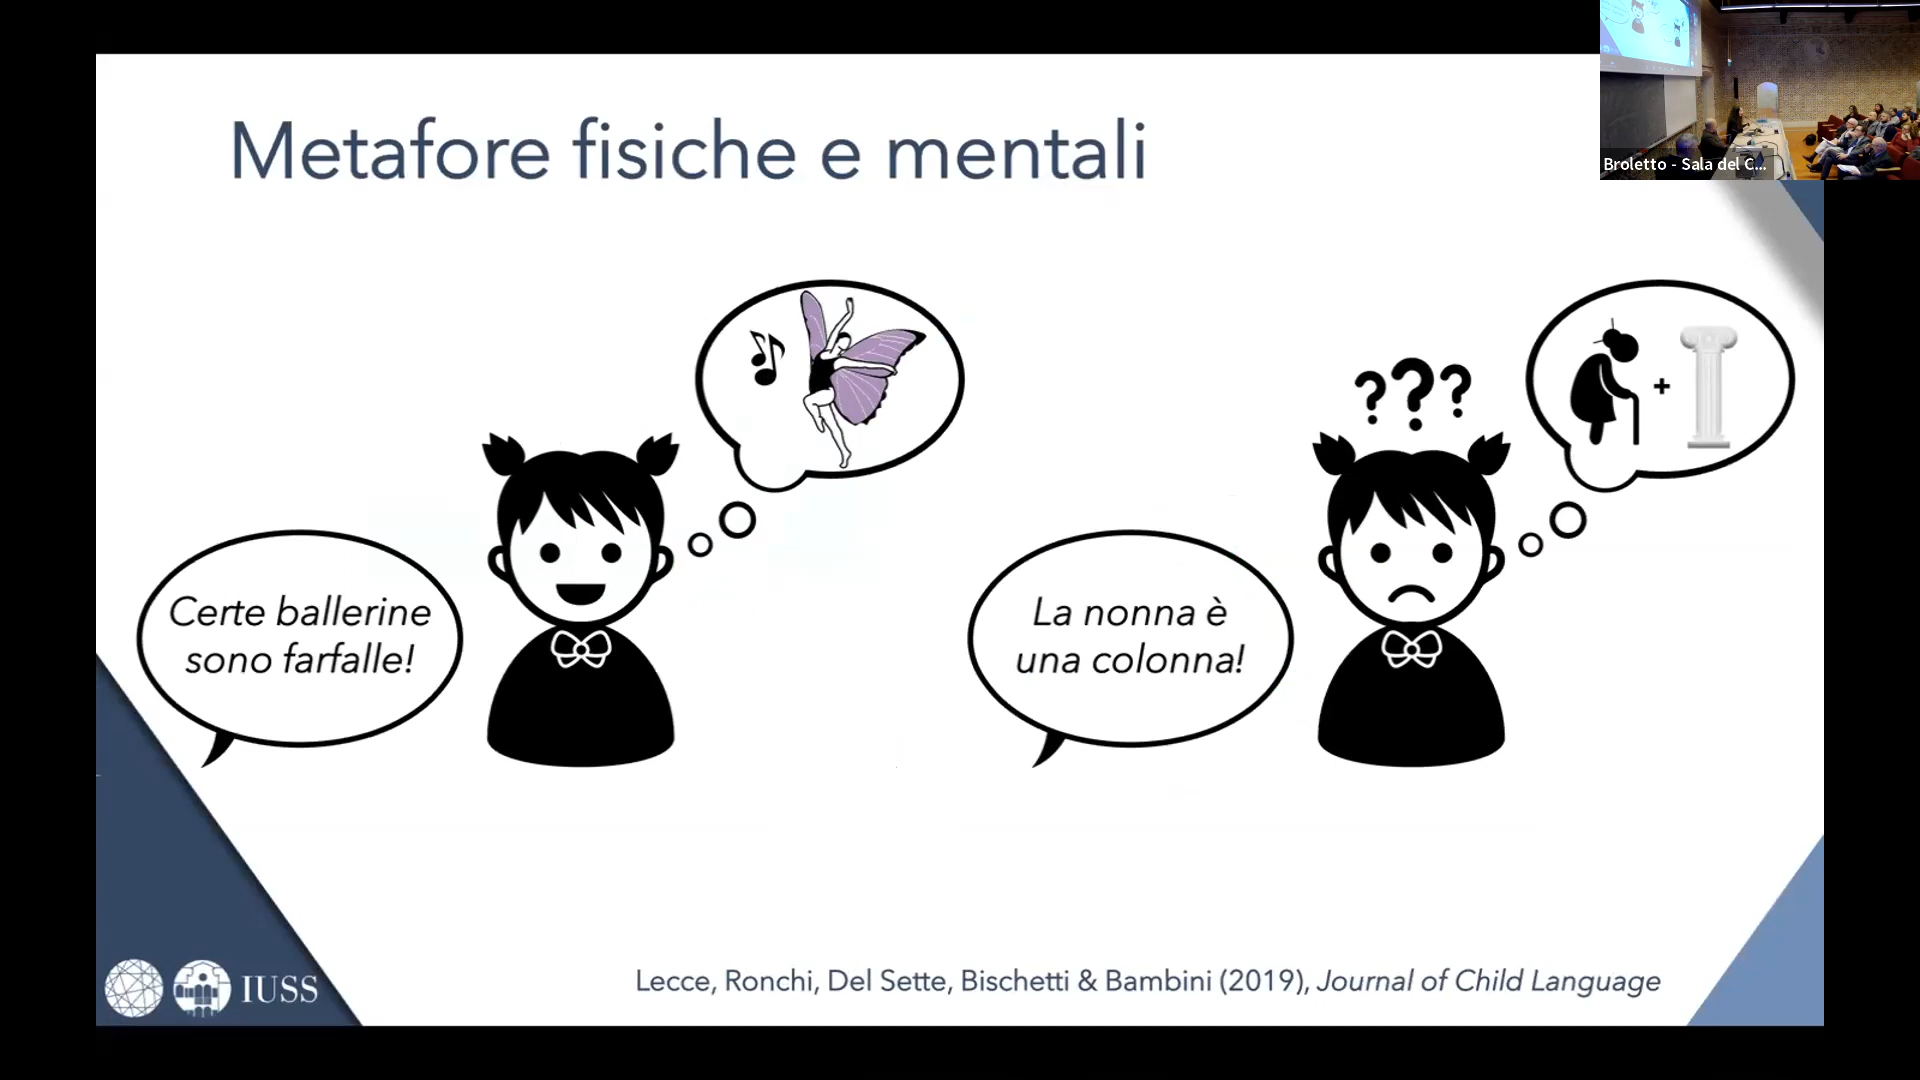 Metafore fisiche e mentali
Broletto - Sala del C...
???
+
Certe ballerine
sono farfalle!
La nonna è
una colonna!
IUSS
Lecce, Ronchi, Del Sette, Bischetti & Bambini (2019), Journal of Child Language